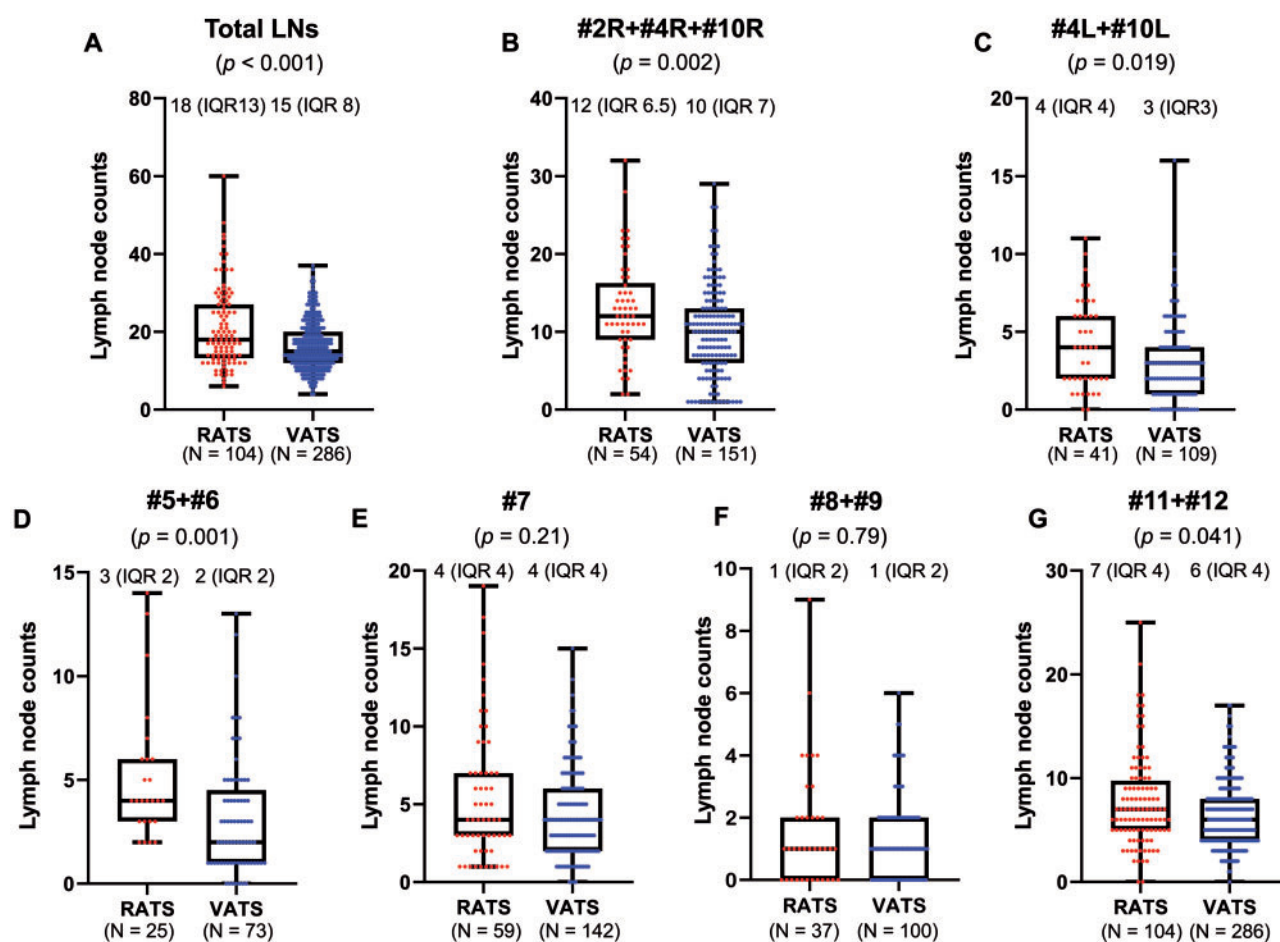 A
Total LNs
(p < 0.001)
18 (IQR13) 15 (IQR 8)
Lymph node counts
80
60
40
20
0
RATS VATS
(N = 104) (N = 286)
B
#2R+#4R+#10R
(p = 0.002)
12 (IQR 6.5) 10 (IQR 7)
Lymph node counts
40
30
20
10
0
RATS VATS
(N = 54) (N = 151)
C
#4L+#10L
(p = 0.019)
4 (IQR 4) 3 (IQR3)
Lymph node counts
20
15
10
5
0
RATS VATS
(N = 41) (N = 109)
D
#5+#6
(p = 0.001)
3 (IQR 2) 2 (IQR 2)
Lymph node counts
15
10
5
0
RATS VATS
(N = 25) (N = 73)
E
#7
(p = 0.21)
4 (IQR 4) 4 (IQR 4)
Lymph node counts
20
15
10
5
0
RATS VATS
(N = 59) (N = 142)
F
#8+#9
(p = 0.79)
1 (IQR 2) 1 (IQR 2)
Lymph node counts
10
8
6
4
2
0
RATS VATS
(N = 37) (N = 100)
G
#11+#12
(p = 0.041)
7 (IQR 4) 6 (IQR 4)
Lymph node counts
30
20
10
0
RATS VATS
(N = 104) (N = 286)